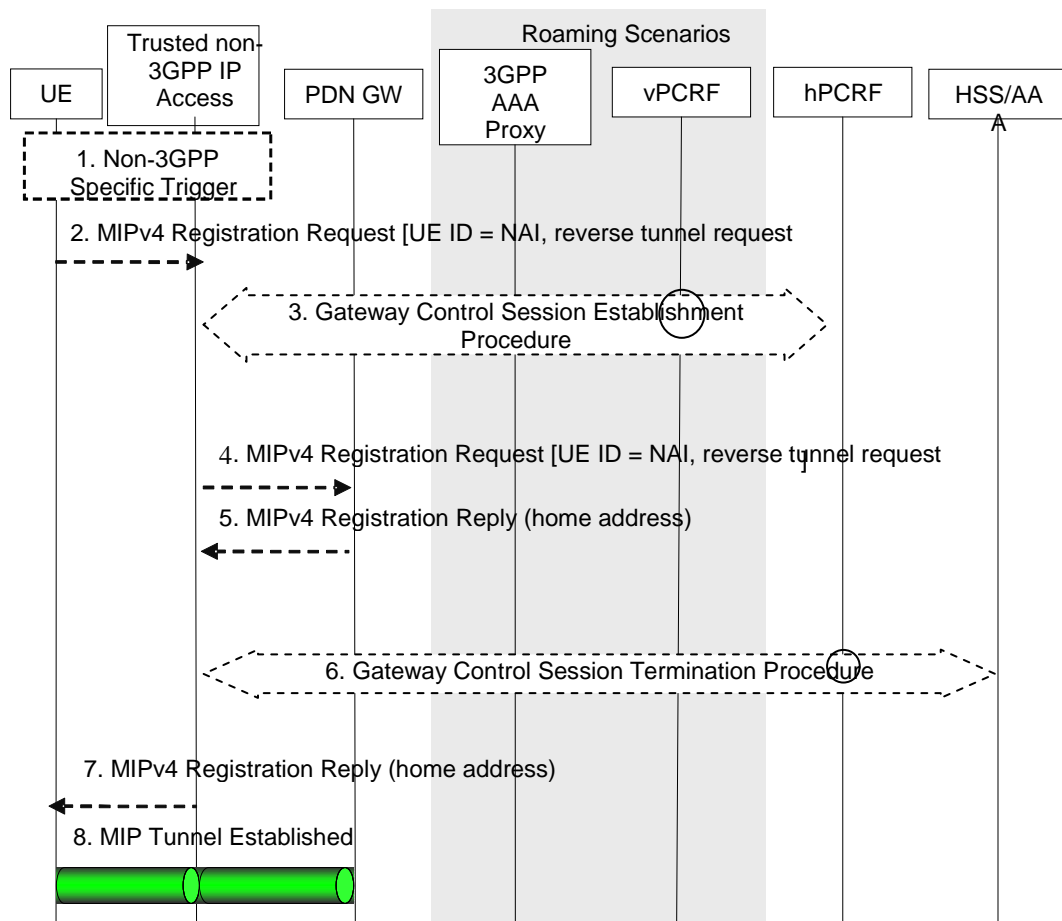 Roaming Scenarios
UE
Trusted non-
3GPP IP
Access
PDN GW
3GPP
AAA
Proxy
vPCRF
hPCRF
HSS/AA
A
1. Non-3GPP
Specific Trigger
2. MIPv4 Registration Request [UE ID = NAI, reverse tunnel request
3. Gateway Control Session Establishment
Procedure
4. MIPv4 Registration Request [UE ID = NAI, reverse tunnel request
]
5. MIPv4 Registration Reply (home address)
6. Gateway Control Session Termination Procedure
7. MIPv4 Registration Reply (home address)
8. MIP Tunnel Established